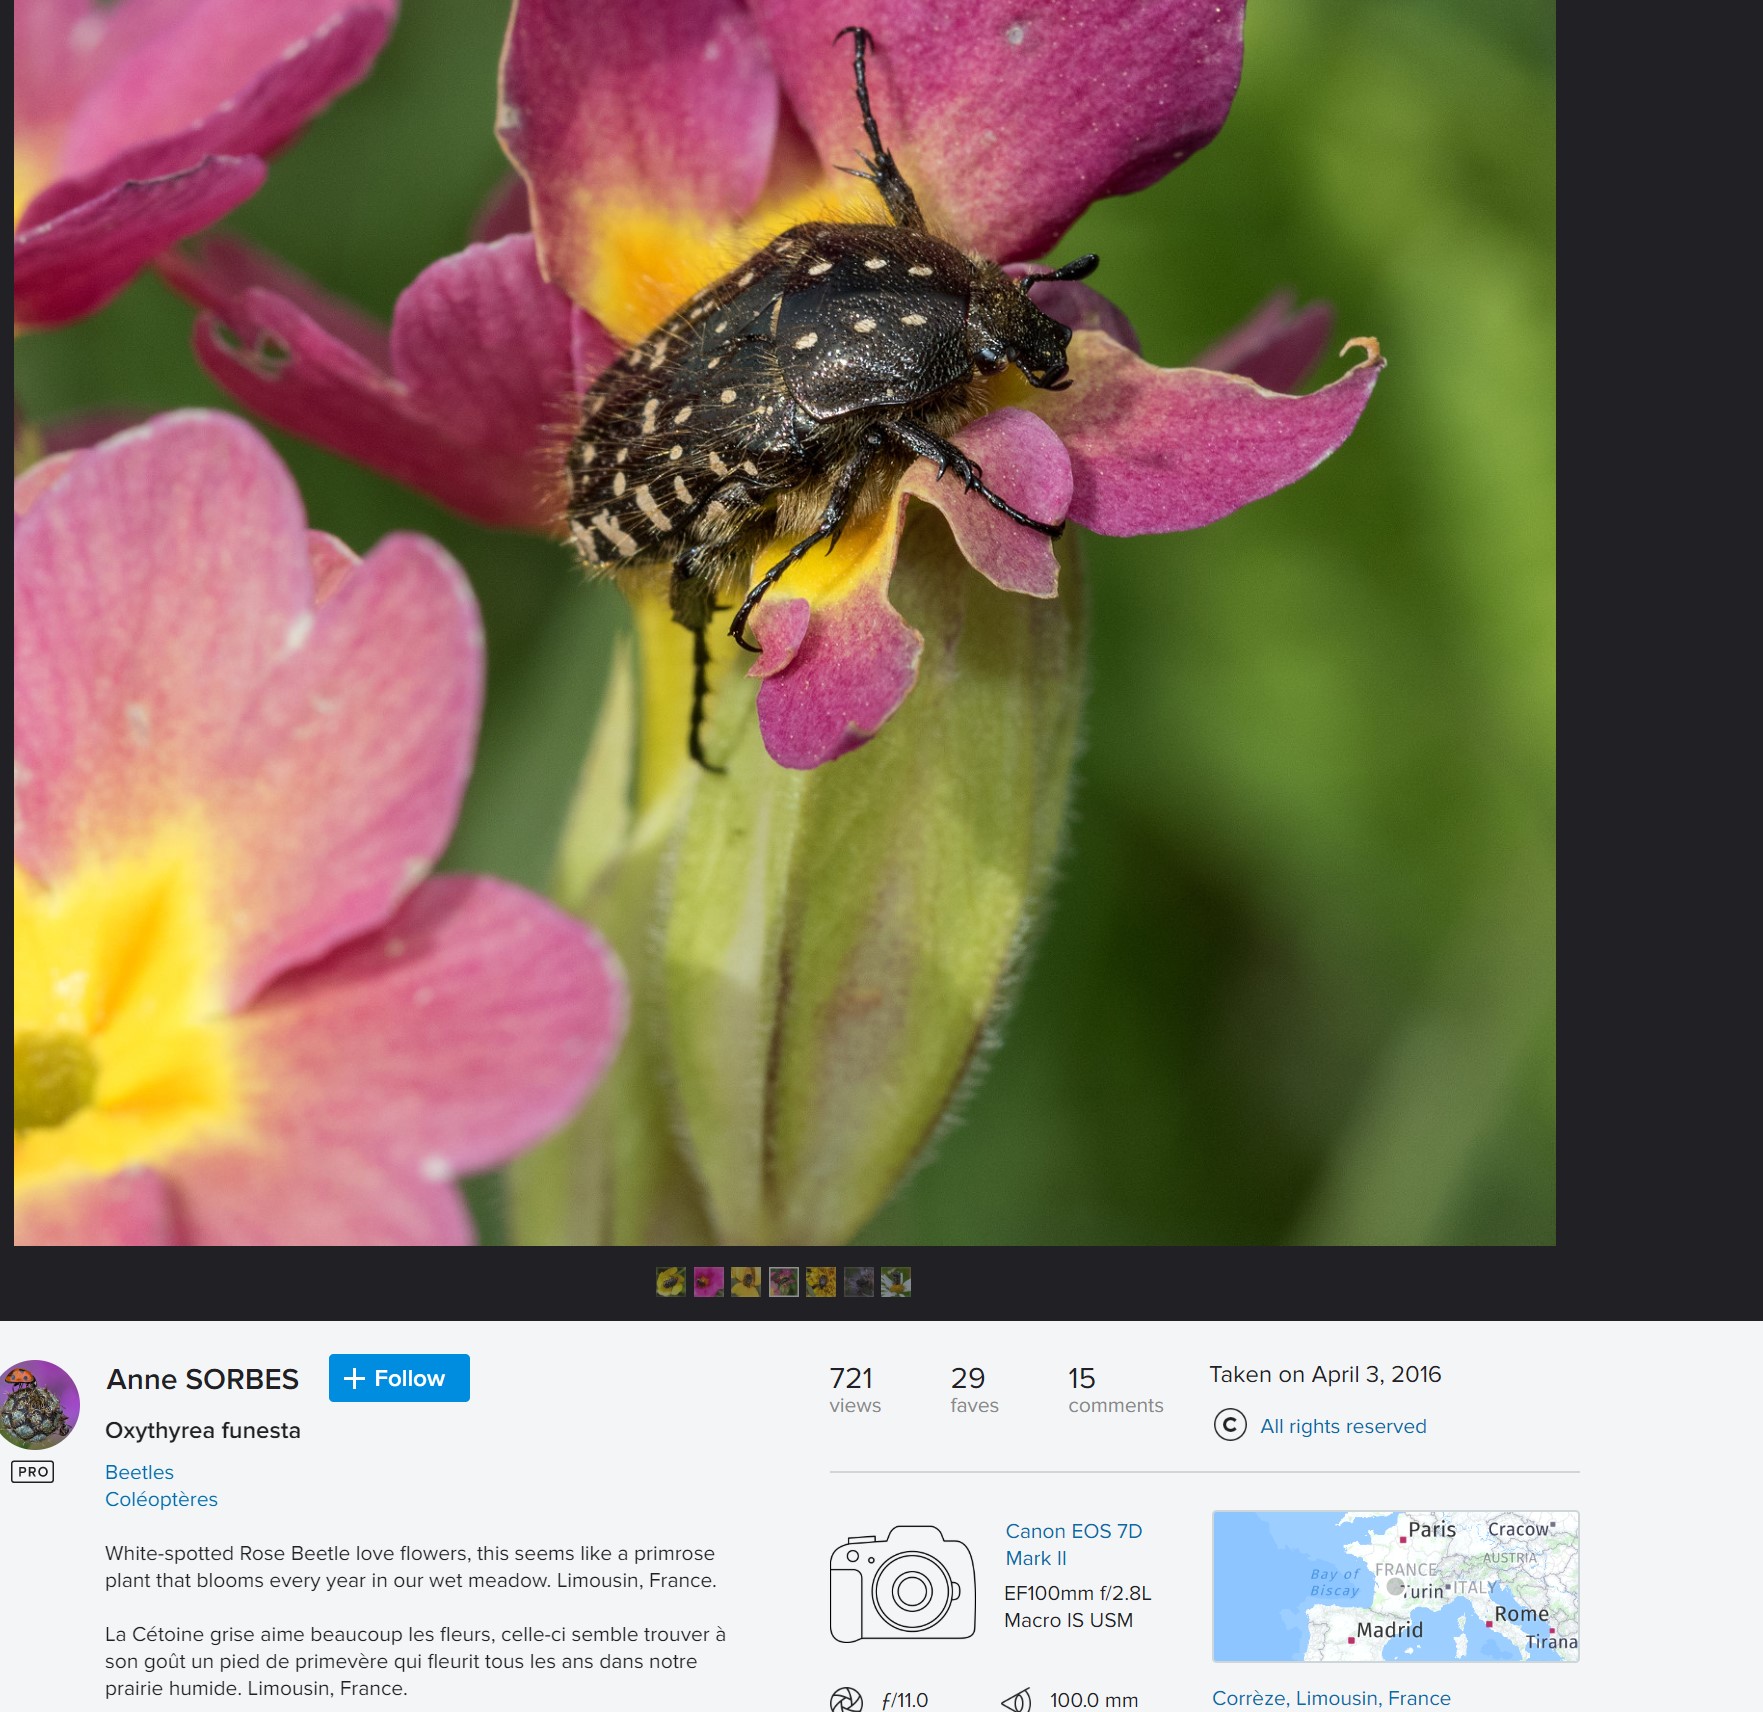 Anne SORBES
+ Follow
Oxythyrea funesta
PRO
Beetles
Coléoptères
White-spotted Rose Beetle love flowers, this seems like a primrose
plant that blooms every year in our wet meadow. Limousin, France.
La Cétoine grise aime beaucoup les fleurs, celle-ci semble trouver à
son goût un pied de primevère qui fleurit tous les ans dans notre
prairie humide. Limousin, France.
721
views
29
faves
15
comments
Taken on April 3, 2016
C All rights reserved
Canon EOS 7D
Mark II
EF100mm f/2.8L
Macro IS USM
ƒ/11.0
100.0 mm
Paris
Cracow
AUSTRIA
FRANCE
Bay of
Biscay
Turin
ITALY
Rome
Madrid
Tirana
Corrèze, Limousin, France